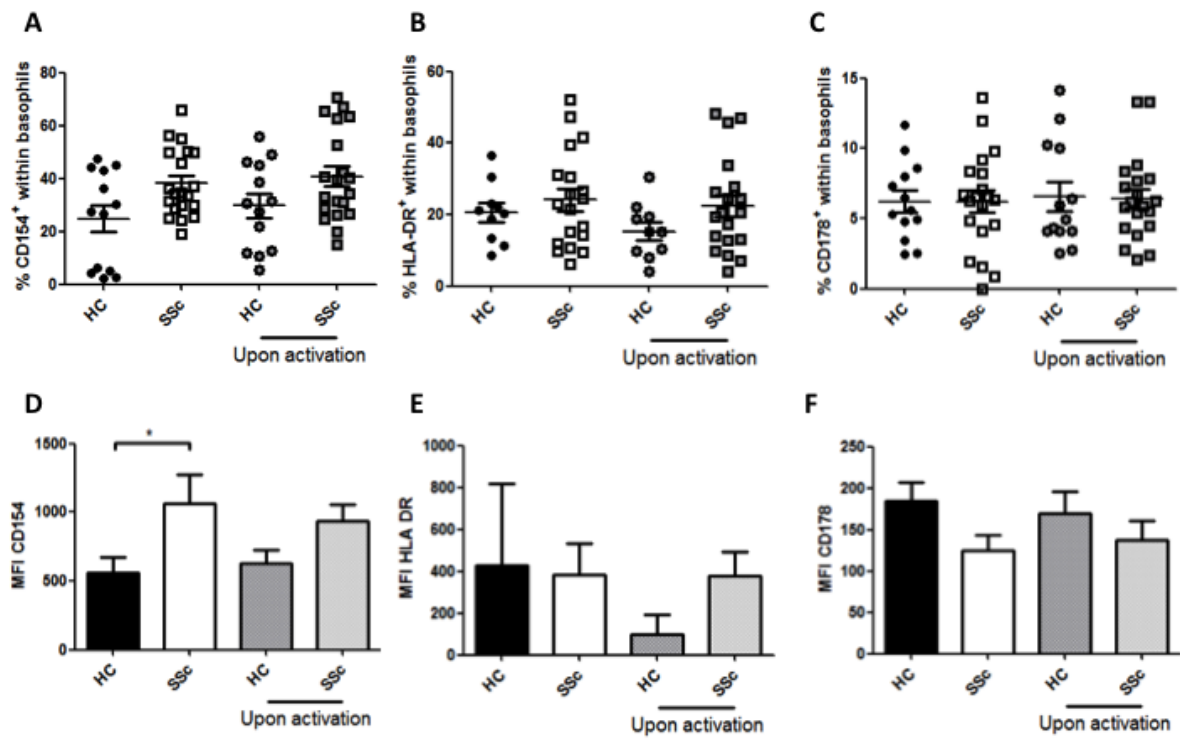 A
% CD154+ within basophils
80
60
40
20
0
HC
SSc
HC
SSc
Upon activation
B
% HLA-DR+ within basophils
60
40
20
0
HC
SSc
HC
SSc
Upon activation
C
% CD178+ within basophils
15
10
5
0
HC
SSc
HC
SSc
Upon activation
D
MFI CD154
1500
1000
500
0
*
HC
SSc
HC
SSc
Upon activation
E
MFI HLA DR
1000
800
600
400
200
0
HC
SSc
HC
SSc
Upon activation
F
MFI CD178
250
200
150
100
50
0
HC
SSc
HC
SSc
Upon activation